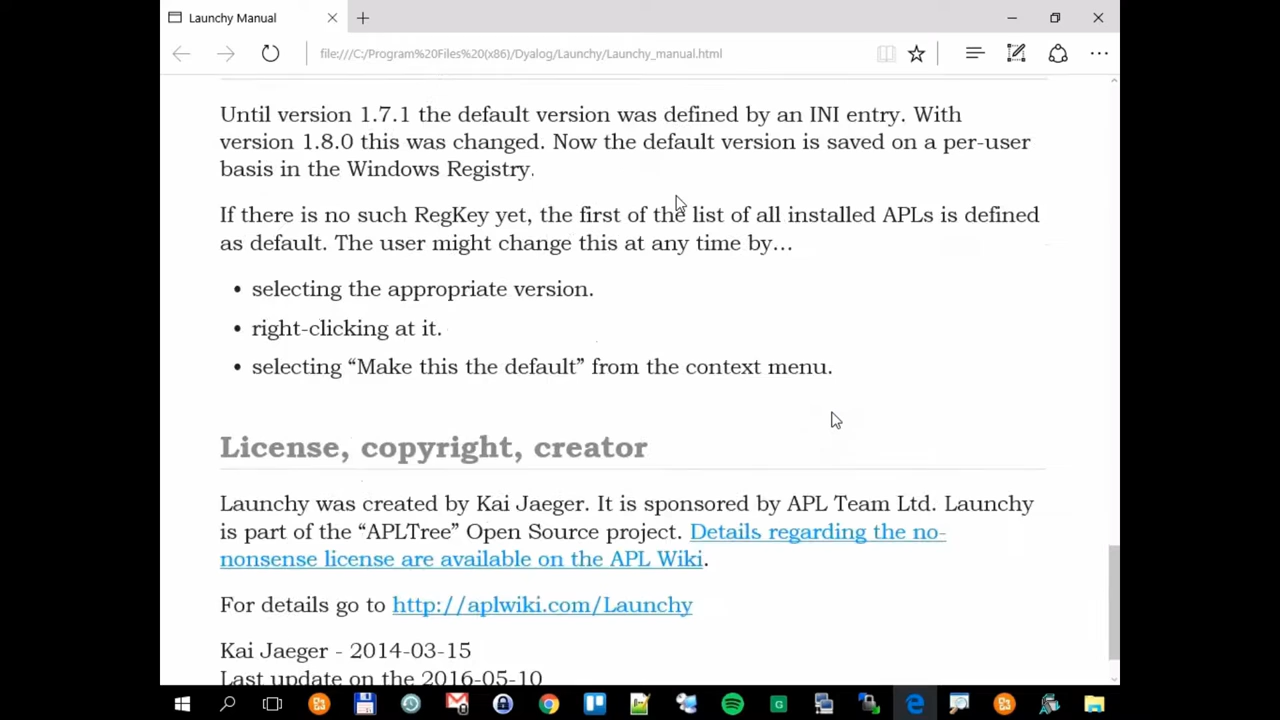 Launchy Manual
file:///C:/Program%20Files%20(x86)/Dyalog/Launchy/Launchy_manual.html
Until version 1.7.1 the default version was defined by an INI entry. With
version 1.8.0 this was changed. Now the default version is saved on a per-user
basis in the Windows Registry.
If there is no such RegKey yet, the first of the list of all installed APLs is defined
as default. The user might change this at any time by…
• selecting the appropriate version.
• right-clicking at it.
• selecting “Make this the default” from the context menu.
License, copyright, creator
Launchy was created by Kai Jaeger. It is sponsored by APL Team Ltd. Launchy
is part of the “APLTree” Open Source project. Details regarding the no-
nonsense license are available on the APL Wiki.
For details go to http://aplwiki.com/Launchy
Kai Jaeger - 2014-03-15
Last update on the 2016-05-10